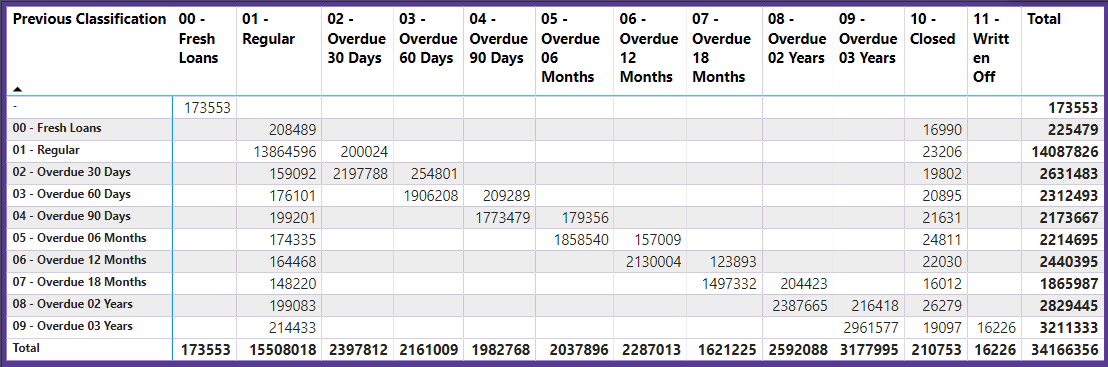 Previous Classification 00 - Fresh Loans 01 - Regular 02 - Overdue 30 Days 03 - Overdue 60 Days 04 - Overdue 90 Days 05 - Overdue 06 Months 06 - Overdue 12 Months 07 - Overdue 18 Months 08 - Overdue 02 Years 09 - Overdue 03 Years 10 - Closed 11 - Writt en Off Total
- 173553 173553
00 - Fresh Loans 208489 16990 225479
01 - Regular 13864596 200024 23206 14087826
02 - Overdue 30 Days 159092 2197788 254801 19802 2631483
03 - Overdue 60 Days 176101 1906208 209289 20895 2312493
04 - Overdue 90 Days 199201 1773479 179356 21631 2173667
05 - Overdue 06 Months 174335 1858540 157009 24811 2214695
06 - Overdue 12 Months 164468 2130004 123893 22030 2440395
07 - Overdue 18 Months 148220 1497332 204423 16012 1865987
08 - Overdue 02 Years 199083 2387665 216418 26279 2829445
09 - Overdue 03 Years 214433 2961577 19097 16226 3211333
Total 173553 15508018 2397812 2161009 1982768 2037896 2287013 1621225 2592088 3177995 210753 16226 34166356